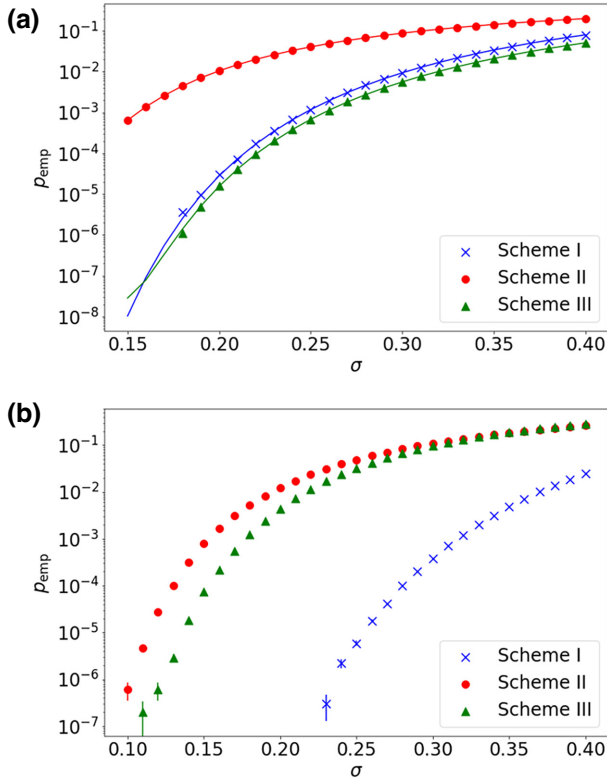 (a)
10⁻¹
10⁻²
10⁻³
10⁻⁴
10⁻⁵
10⁻⁶
10⁻⁷
10⁻⁸
p_emp
Scheme I
Scheme II
Scheme III
0.15 0.20 0.25 0.30 0.35 0.40
σ
(b)
10⁻¹
10⁻²
10⁻³
10⁻⁴
10⁻⁵
10⁻⁶
10⁻⁷
p_emp
Scheme I
Scheme II
Scheme III
0.10 0.15 0.20 0.25 0.30 0.35 0.40
σ